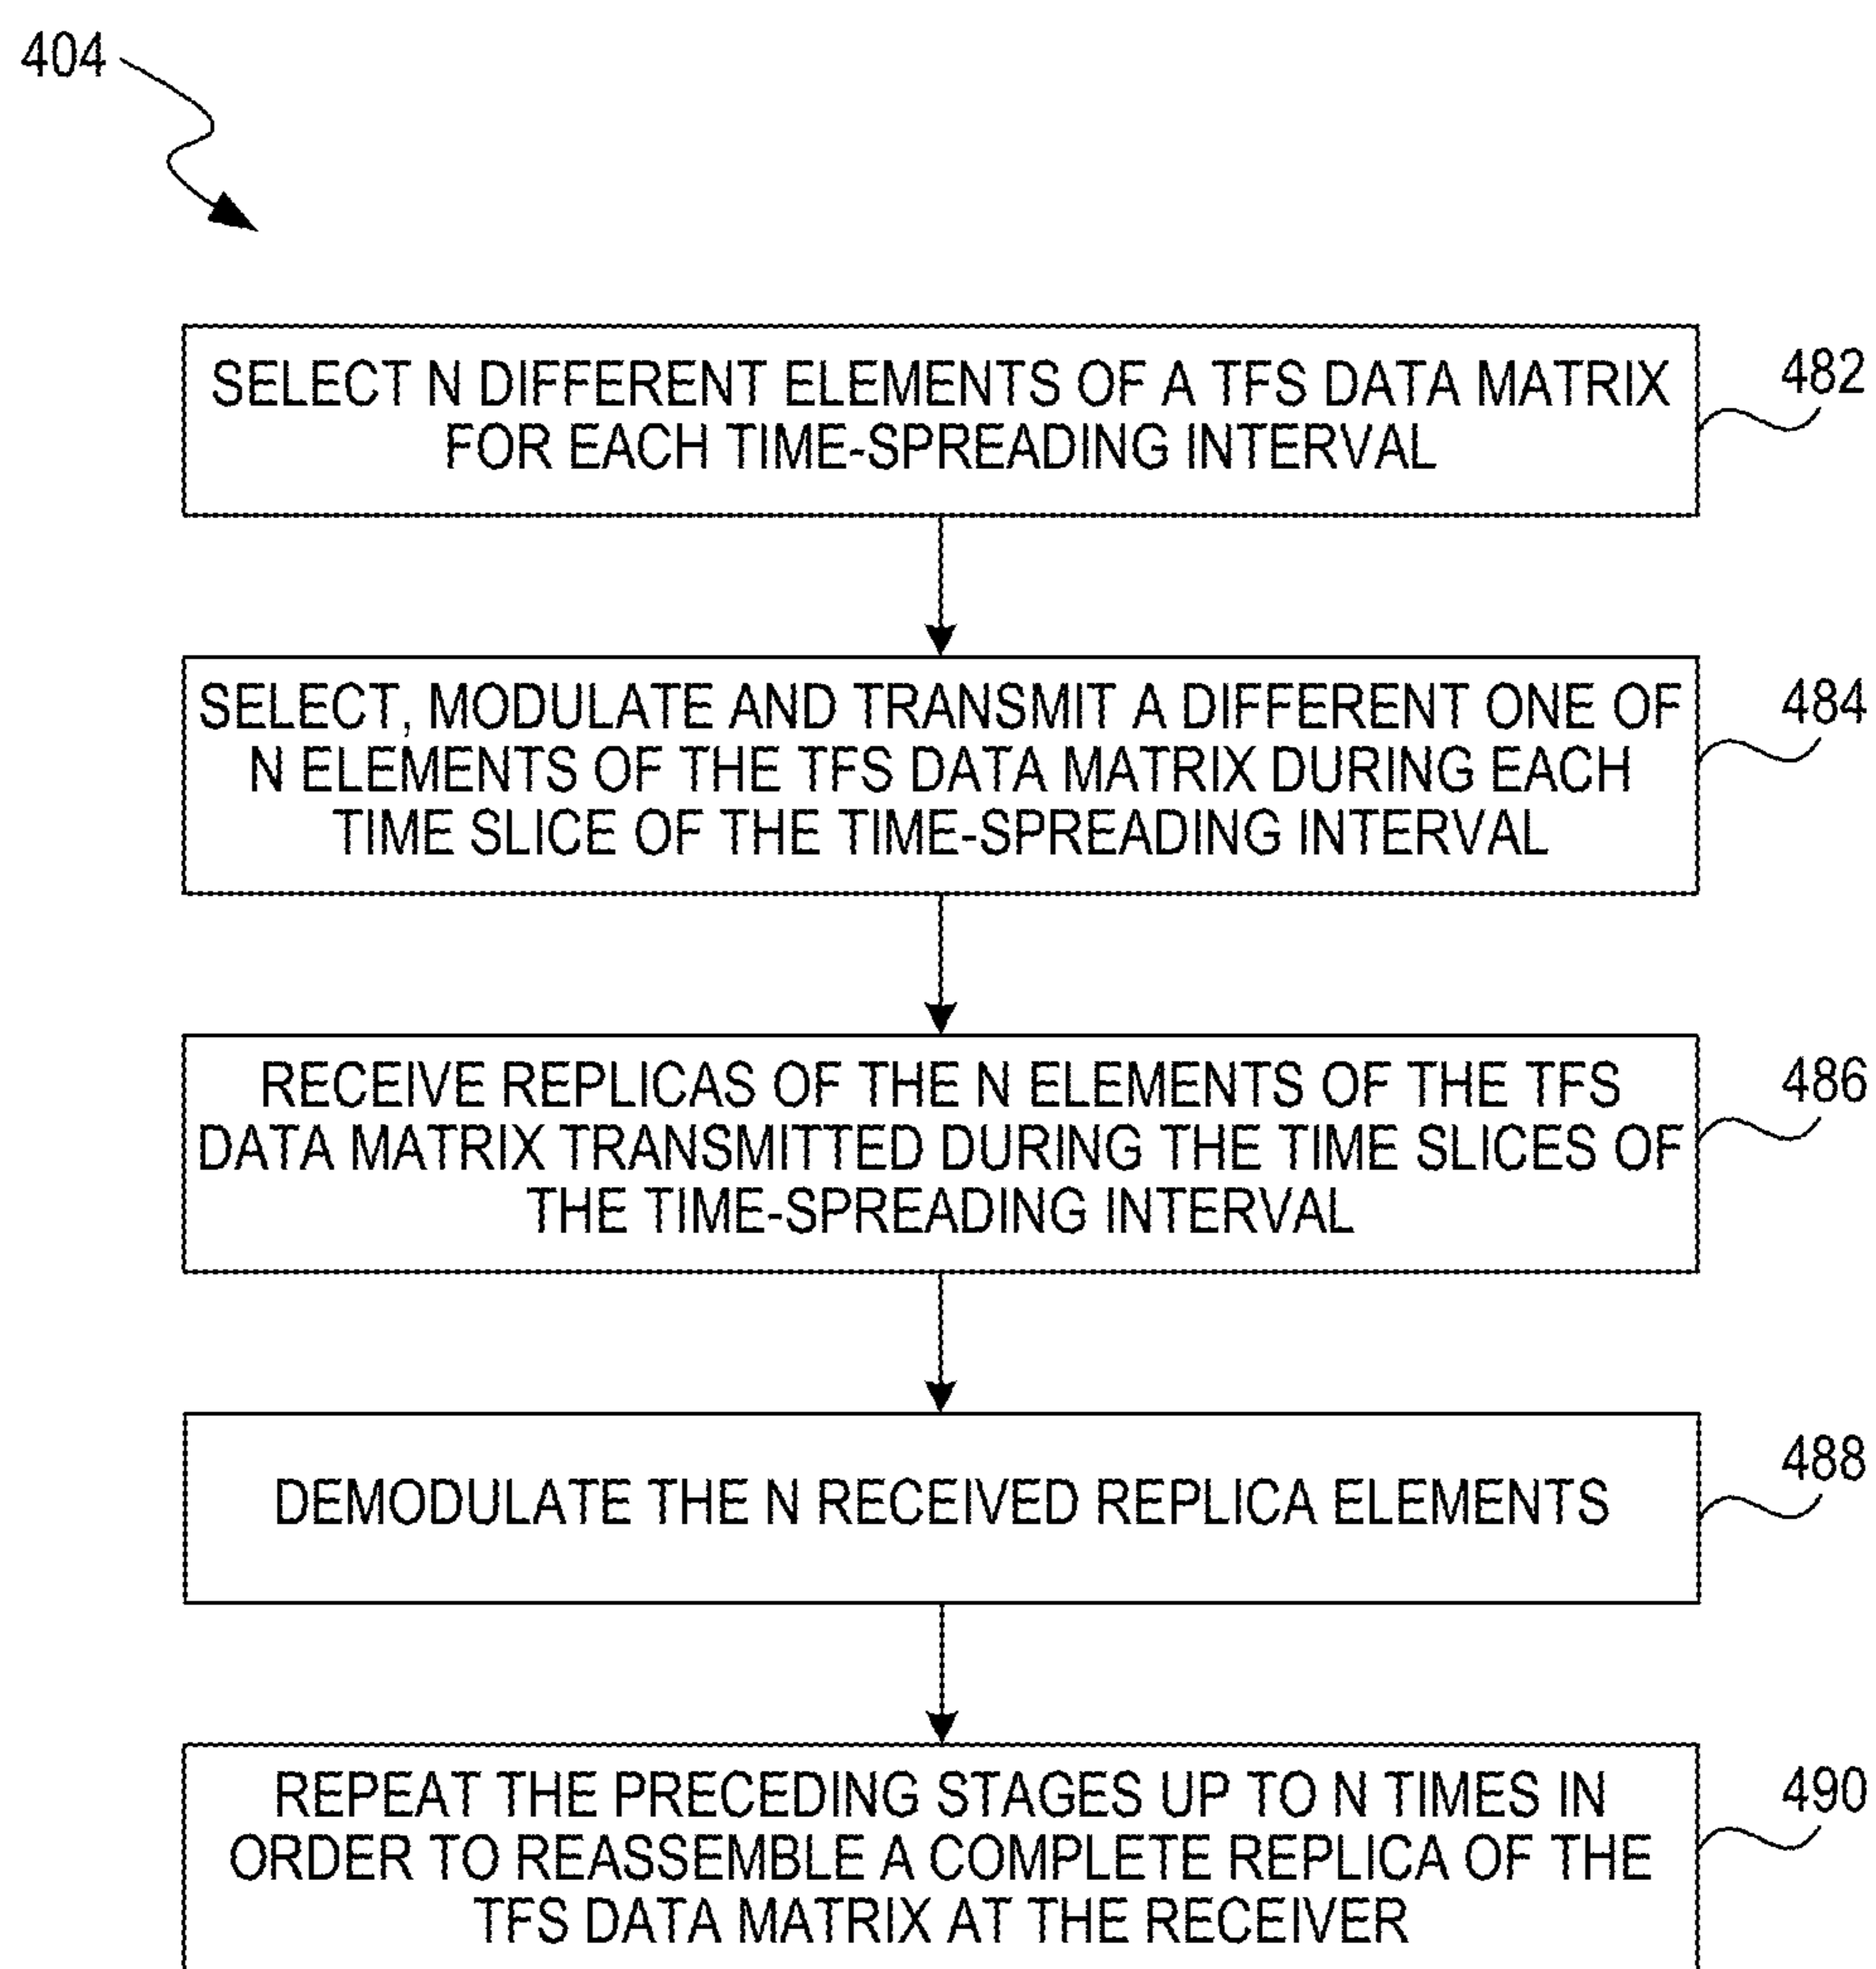 404
SELECT N DIFFERENT ELEMENTS OF A TFS DATA MATRIX
FOR EACH TIME-SPREADING INTERVAL
482
SELECT, MODULATE AND TRANSMIT A DIFFERENT ONE OF
N ELEMENTS OF THE TFS DATA MATRIX DURING EACH
TIME SLICE OF THE TIME-SPREADING INTERVAL
484
RECEIVE REPLICAS OF THE N ELEMENTS OF THE TFS
DATA MATRIX TRANSMITTED DURING THE TIME SLICES OF
THE TIME-SPREADING INTERVAL
486
DEMODULATE THE N RECEIVED REPLICA ELEMENTS
488
REPEAT THE PRECEDING STAGES UP TO N TIMES IN
ORDER TO REASSEMBLE A COMPLETE REPLICA OF THE
TFS DATA MATRIX AT THE RECEIVER
490